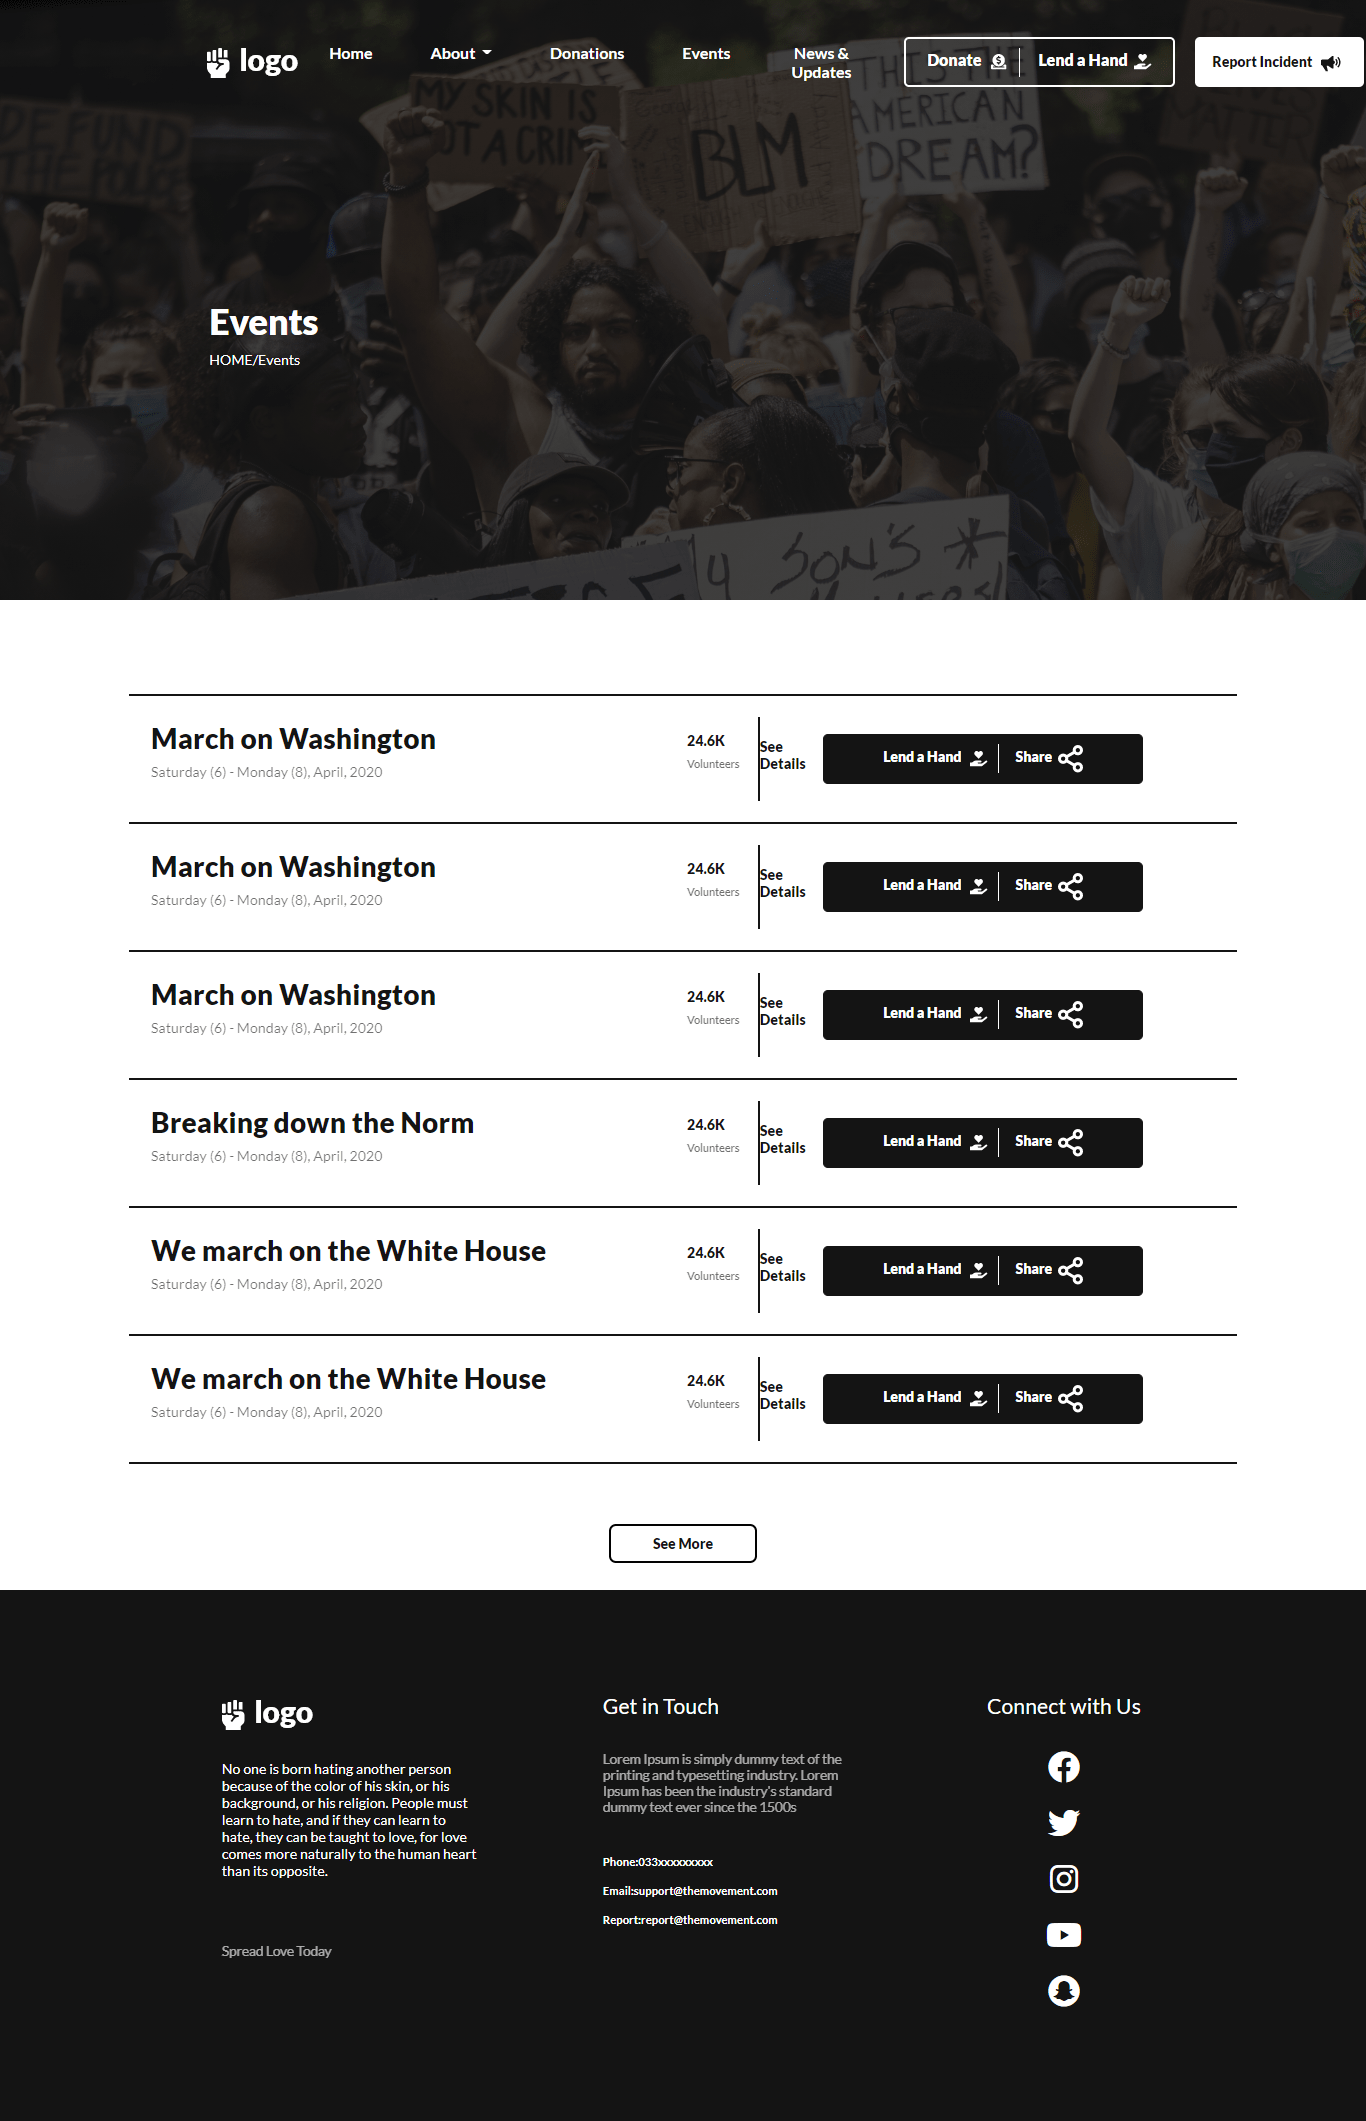 logo
Home
About
Donations
Events
News &
Updates
Donate
Lend a Hand
Report Incident
DEFUND
THE POLICE
MY SKIN IS
NOT A CRIME
BLM
THIS THE
AMERICAN
DREAM?
MATTER
Events
HOME/Events
4 SON'S *
March on Washington
Saturday (6) - Monday (8), April, 2020
24.6K
Volunteers
See
Details
Lend a Hand
Share
March on Washington
Saturday (6) - Monday (8), April, 2020
24.6K
Volunteers
See
Details
Lend a Hand
Share
March on Washington
Saturday (6) - Monday (8), April, 2020
24.6K
Volunteers
See
Details
Lend a Hand
Share
Breaking down the Norm
Saturday (6) - Monday (8), April, 2020
24.6K
Volunteers
See
Details
Lend a Hand
Share
We march on the White House
Saturday (6) - Monday (8), April, 2020
24.6K
Volunteers
See
Details
Lend a Hand
Share
We march on the White House
Saturday (6) - Monday (8), April, 2020
24.6K
Volunteers
See
Details
Lend a Hand
Share
See More
logo
No one is born hating another person
because of the color of his skin, or his
background, or his religion. People must
learn to hate, and if they can learn to
hate, they can be taught to love, for love
comes more naturally to the human heart
than its opposite.
Spread Love Today
Get in Touch
Lorem Ipsum is simply dummy text of the
printing and typesetting industry. Lorem
Ipsum has been the industry's standard
dummy text ever since the 1500s
Phone:033xxxxxxxxx
Email:support@themovement.com
Report:report@themovement.com
Connect with Us